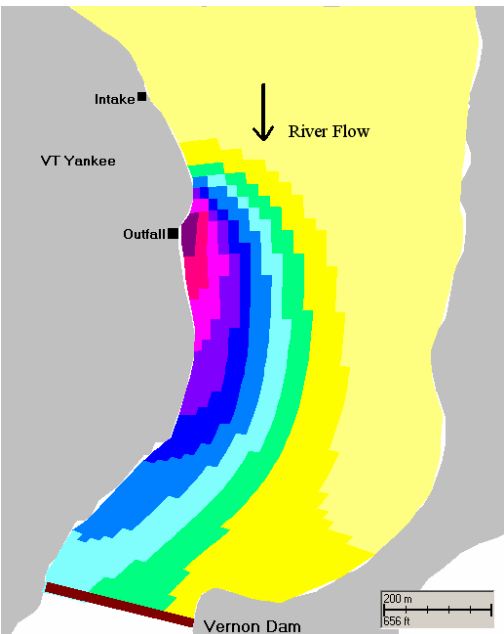 Intake
River Flow
VT Yankee
Outfall
200 m
656 ft
Vernon Dam